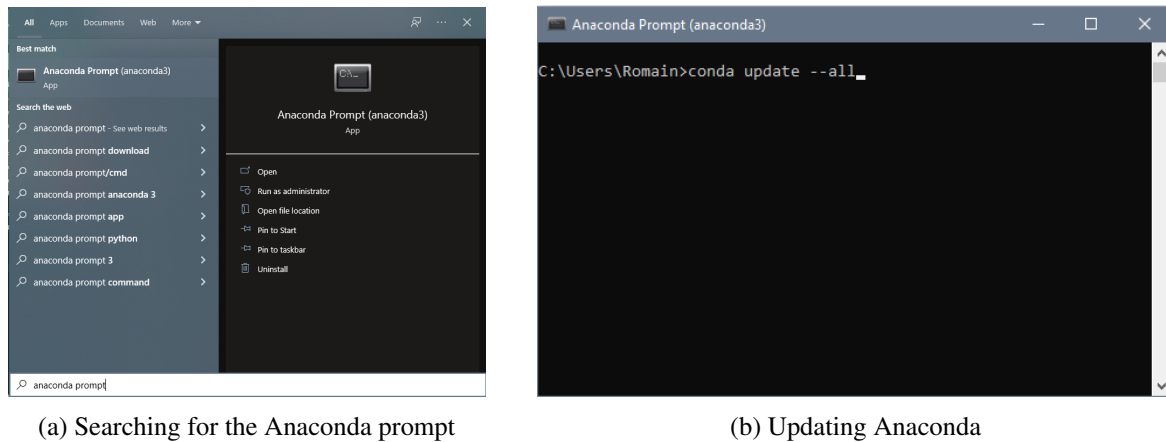 All Apps Documents Web More
Best match
Anaconda Prompt (anaconda3)
App
Search the web
anaconda prompt - See web results
anaconda prompt download
anaconda prompt/cmd
anaconda prompt anaconda 3
anaconda prompt app
anaconda prompt python
anaconda prompt 3
anaconda prompt command
anaconda prompt
C:\_
Anaconda Prompt (anaconda3)
App
Open
Run as administrator
Open file location
Pin to Start
Pin to taskbar
Uninstall
(a) Searching for the Anaconda prompt
Anaconda Prompt (anaconda3)
C:\Users\Romain>conda update --all
(b) Updating Anaconda